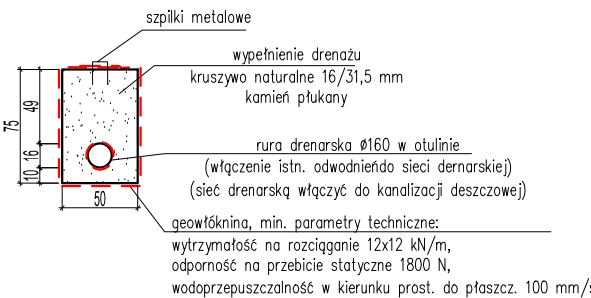 szpilki metalowe
wypełnienie drenażu
kruszywo naturalne 16/31,5 mm
kamień płukany
75
49
16
10
50
rura drenarska Ø160 w otulinie
(włączenie istn. odwodnieńdo sieci dernarskiej)
(sieć drenarską włączyć do kanalizacji deszczowej)
geowłóknina, min. parametry techniczne:
wytrzymałość na rozciąganie 12x12 kN/m,
odporność na przebicie statyczne 1800 N,
wodoprzepuszczalność w kierunku prost. do płaszcz. 100 mm/s